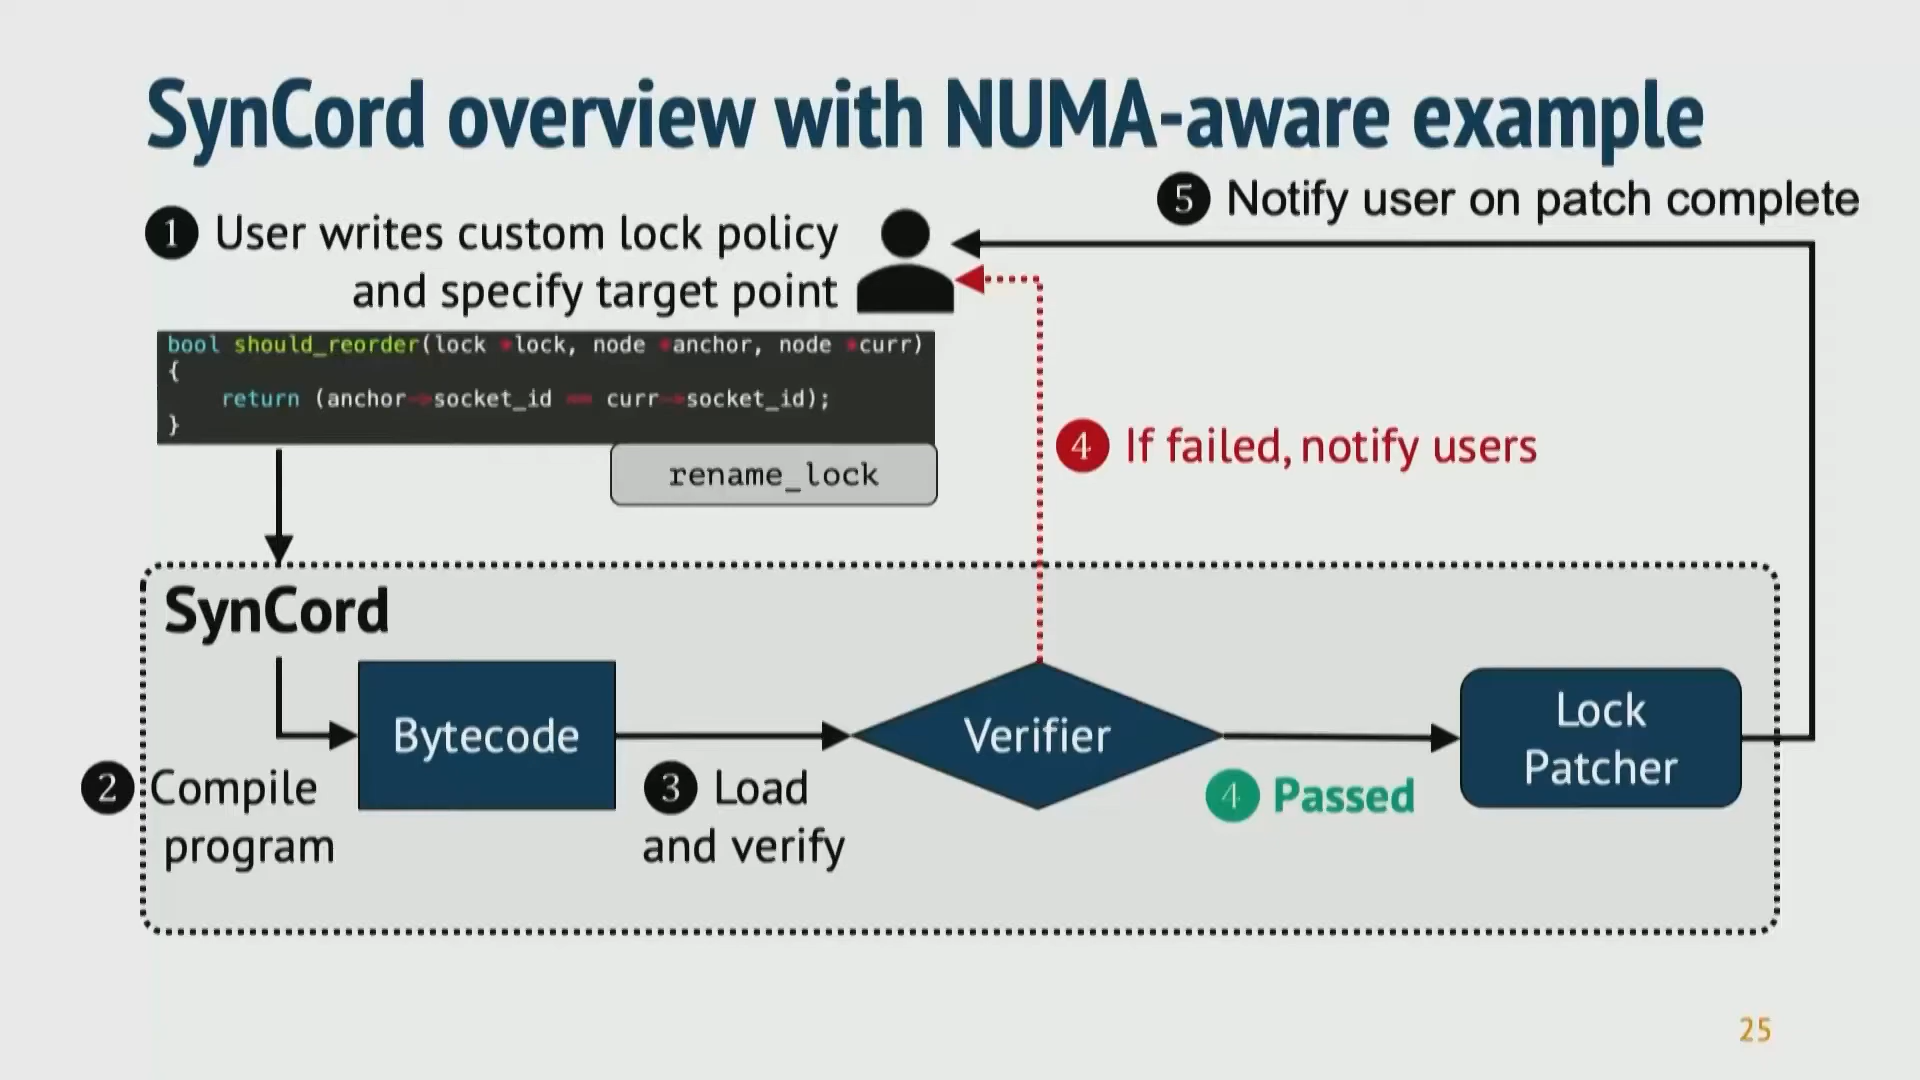 SynCord overview with NUMA-aware example
5 Notify user on patch complete
1 User writes custom lock policy
and specify target point
bool should_reorder(lock *lock, node *anchor, node *curr)
{
return (anchor->socket_id == curr->socket_id);
}
rename_lock
4 If failed, notify users
SynCord
Bytecode
Verifier
Lock
Patcher
2 Compile
program
3 Load
and verify
4 Passed
25